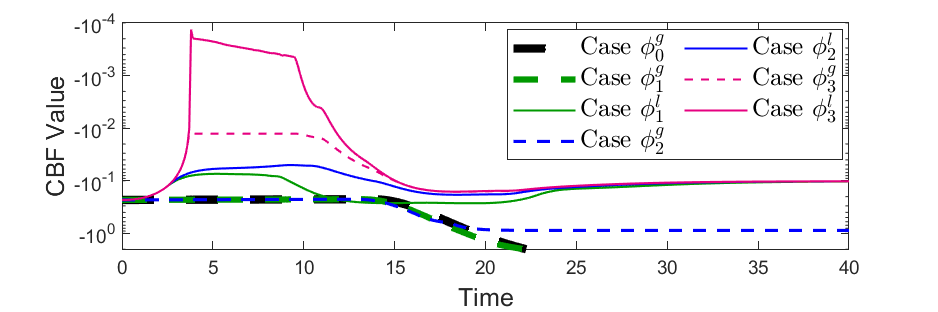 -10^-4
-10^-3
-10^-2
-10^-1
-10^0
CBF Value
Case ϕ_0^g
Case ϕ_1^g
Case ϕ_1^l
Case ϕ_2^g
Case ϕ_2^l
Case ϕ_3^g
Case ϕ_3^l
0 5 10 15 20 25 30 35 40
Time